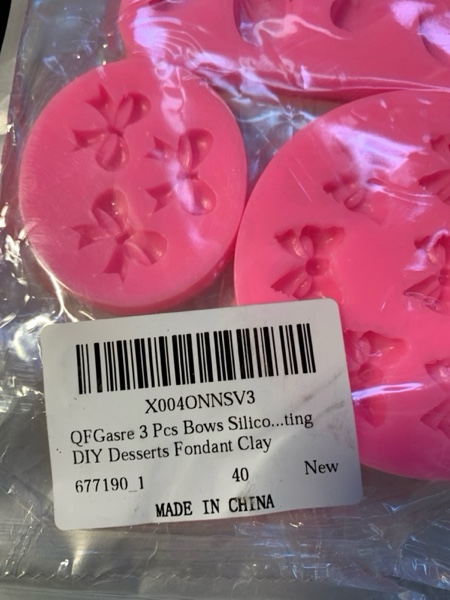 X004ONNSV3
QFGasre 3 Pcs Bows Silico...ting
DIY Desserts Fondant Clay
677190_1 40 New
MADE IN CHINA